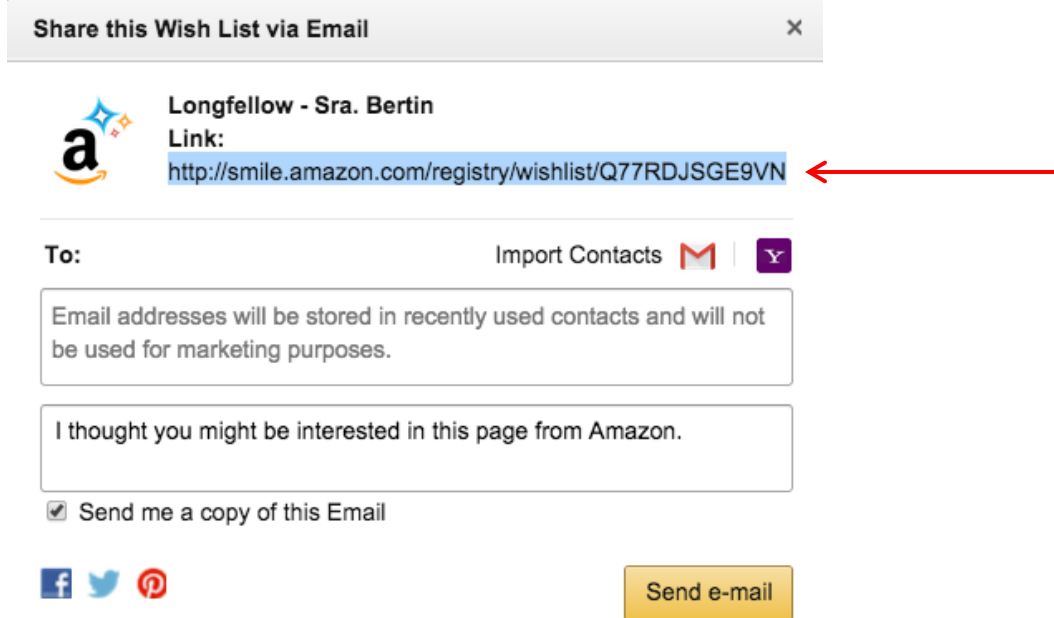 Share this Wish List via Email ×
Longfellow - Sra. Bertin
Link:
http://smile.amazon.com/registry/wishlist/Q77RDJSGE9VN
To:
Import Contacts
Email addresses will be stored in recently used contacts and will not
be used for marketing purposes.
I thought you might be interested in this page from Amazon.
Send me a copy of this Email
Send e-mail